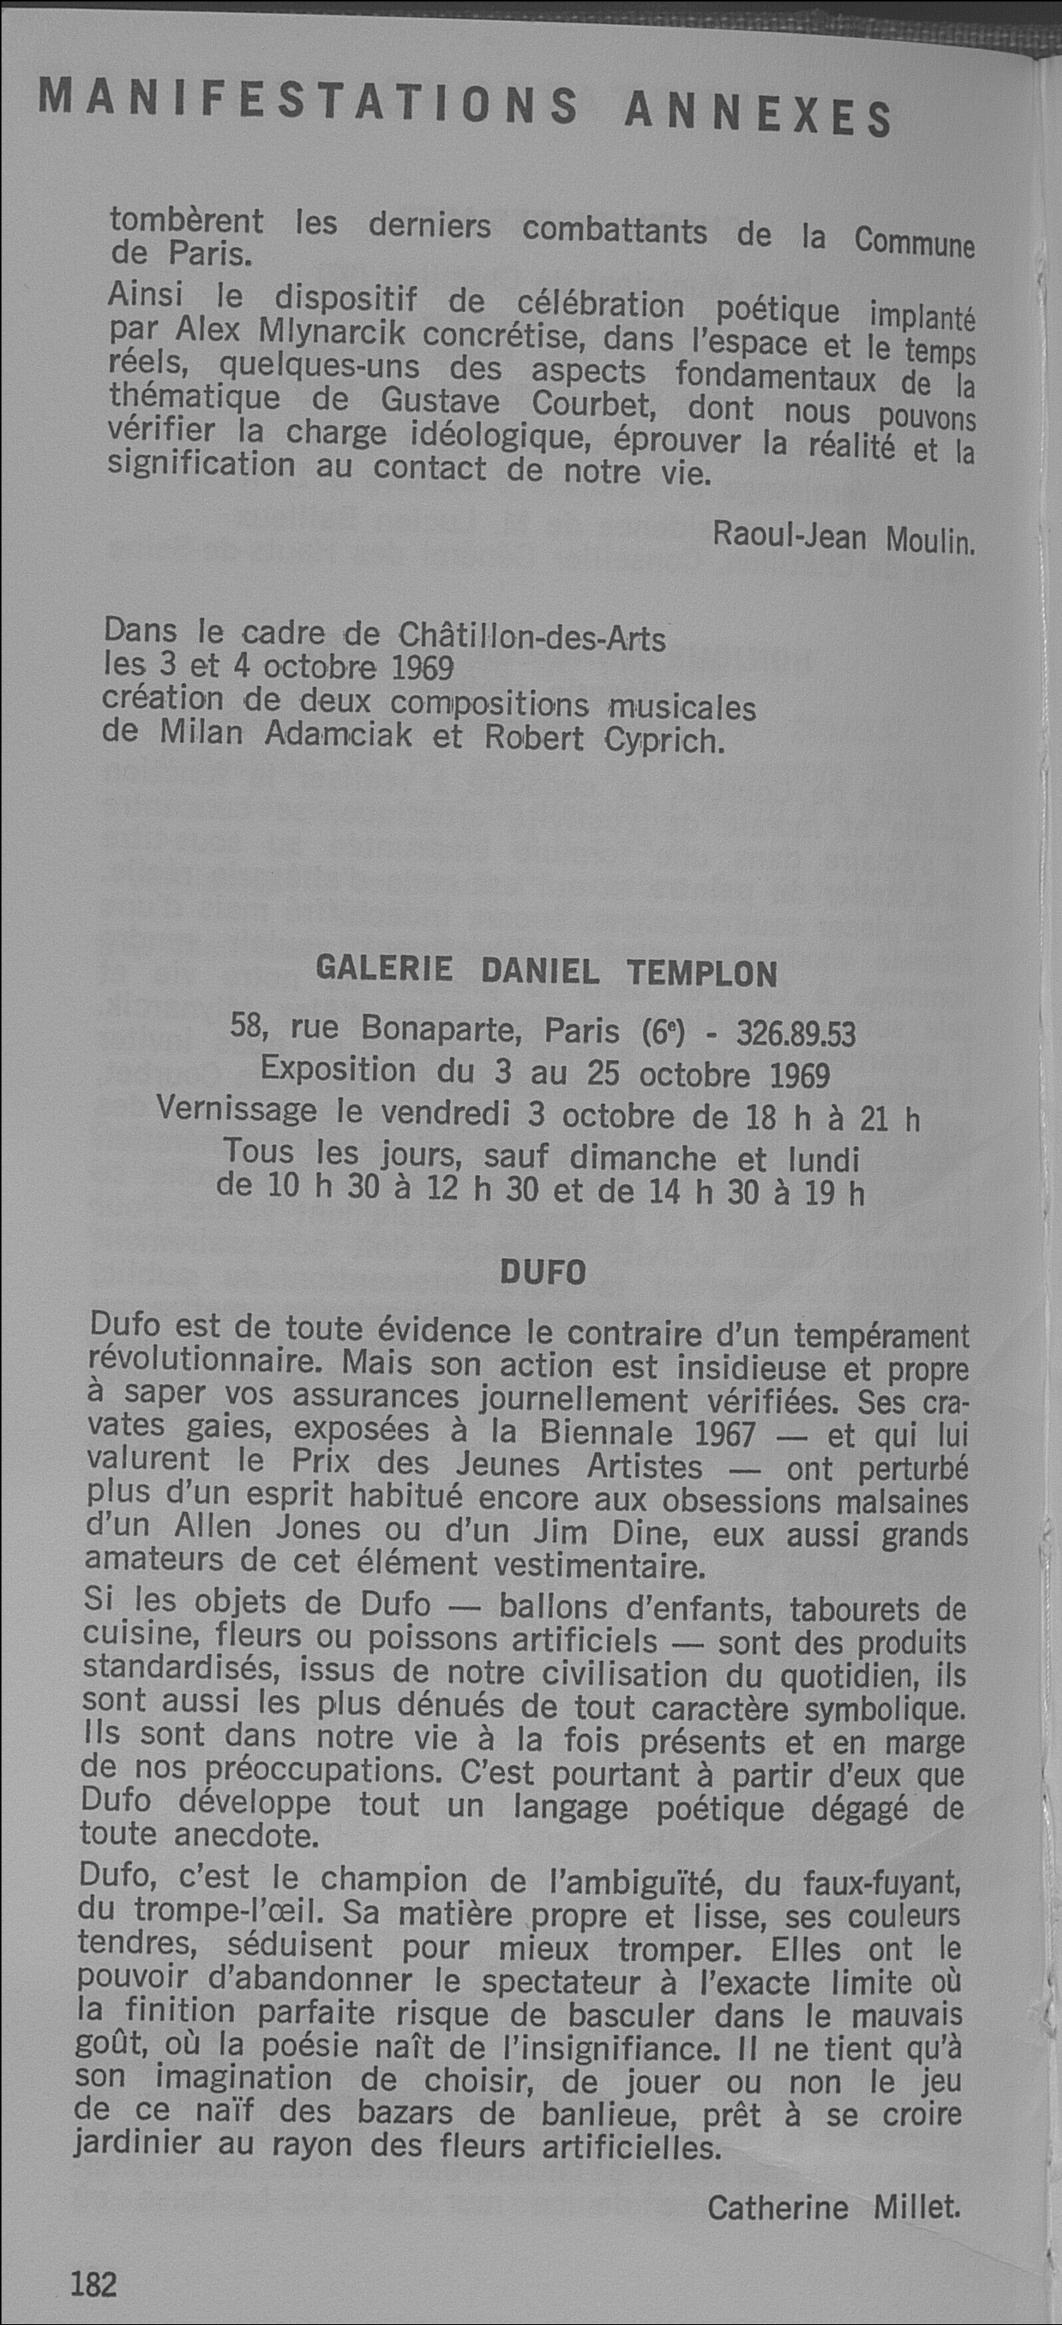 MANIFESTATIONS ANNEXES
tombèrent les derniers combattants de la Commune
de Paris.
Ainsi le dispositif de célébration poétique implanté
par Alex Mlynarcik concrétise, dans l'espace et le temps
réels, quelques-uns des aspects fondamentaux de la
thématique de Gustave Courbet, dont nous pouvons
vérifier la charge idéologique, éprouver la réalité et la
signification au contact de notre vie.
Raoul-Jean Moulin.
Dans le cadre de Châtillon-des-Arts
les 3 et 4 octobre 1969
création de deux compositions musicales
de Milan Adamciak et Robert Cyprich.
GALERIE DANIEL TEMPLON
58, rue Bonaparte, Paris (6e) - 326.89.53
Exposition du 3 au 25 octobre 1969
Vernissage le vendredi 3 octobre de 18 h à 21 h
Tous les jours, sauf dimanche et lundi
de 10 h 30 à 12 h 30 et de 14 h 30 à 19 h
DUFO
Dufo est de toute évidence le contraire d'un tempérament
révolutionnaire. Mais son action est insidieuse et propre
à saper vos assurances journellement vérifiées. Ses cra-
vates gaies, exposées à la Biennale 1967 — et qui lui
valurent le Prix des Jeunes Artistes — ont perturbé
plus d'un esprit habitué encore aux obsessions malsaines
d'un Allen Jones ou d'un Jim Dine, eux aussi grands
amateurs de cet élément vestimentaire.
Si les objets de Dufo — ballons d'enfants, tabourets de
cuisine, fleurs ou poissons artificiels — sont des produits
standardisés, issus de notre civilisation du quotidien, ils
sont aussi les plus dénués de tout caractère symbolique.
Ils sont dans notre vie à la fois présents et en marge
de nos préoccupations. C'est pourtant à partir d'eux que
Dufo développe tout un langage poétique dégagé de
toute anecdote.
Dufo, c'est le champion de l'ambiguïté, du faux-fuyant,
du trompe-l'œil. Sa matière propre et lisse, ses couleurs
tendres, séduisent pour mieux tromper. Elles ont le
pouvoir d'abandonner le spectateur à l'exacte limite où
la finition parfaite risque de basculer dans le mauvais
goût, où la poésie naît de l'insignifiance. Il ne tient qu'à
son imagination de choisir, de jouer ou non le jeu
de ce naïf des bazars de banlieue, prêt à se croire
jardinier au rayon des fleurs artificielles.
Catherine Millet.
182